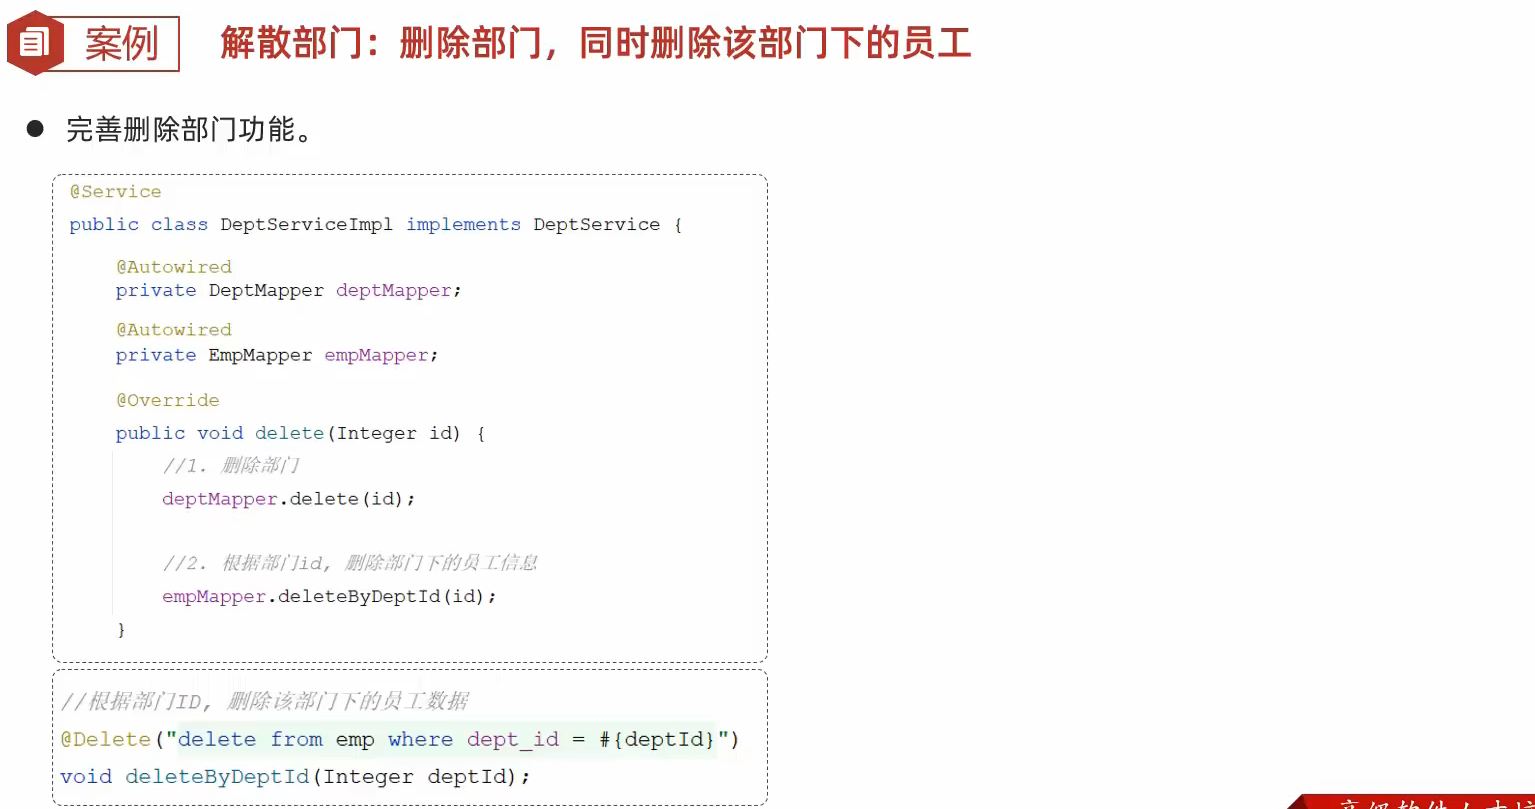 案例
解散部门：删除部门，同时删除该部门下的员工
● 完善删除部门功能。
@Service
public class DeptServiceImpl implements DeptService {
@Autowired
private DeptMapper deptMapper;
@Autowired
private EmpMapper empMapper;
@Override
public void delete(Integer id) {
//1. 删除部门
deptMapper.delete(id);
//2. 根据部门id, 删除部门下的员工信息
empMapper.deleteByDeptId(id);
}
//根据部门ID, 删除该部门下的员工数据
@Delete("delete from emp where dept_id = #{deptId}")
void deleteByDeptId(Integer deptId);